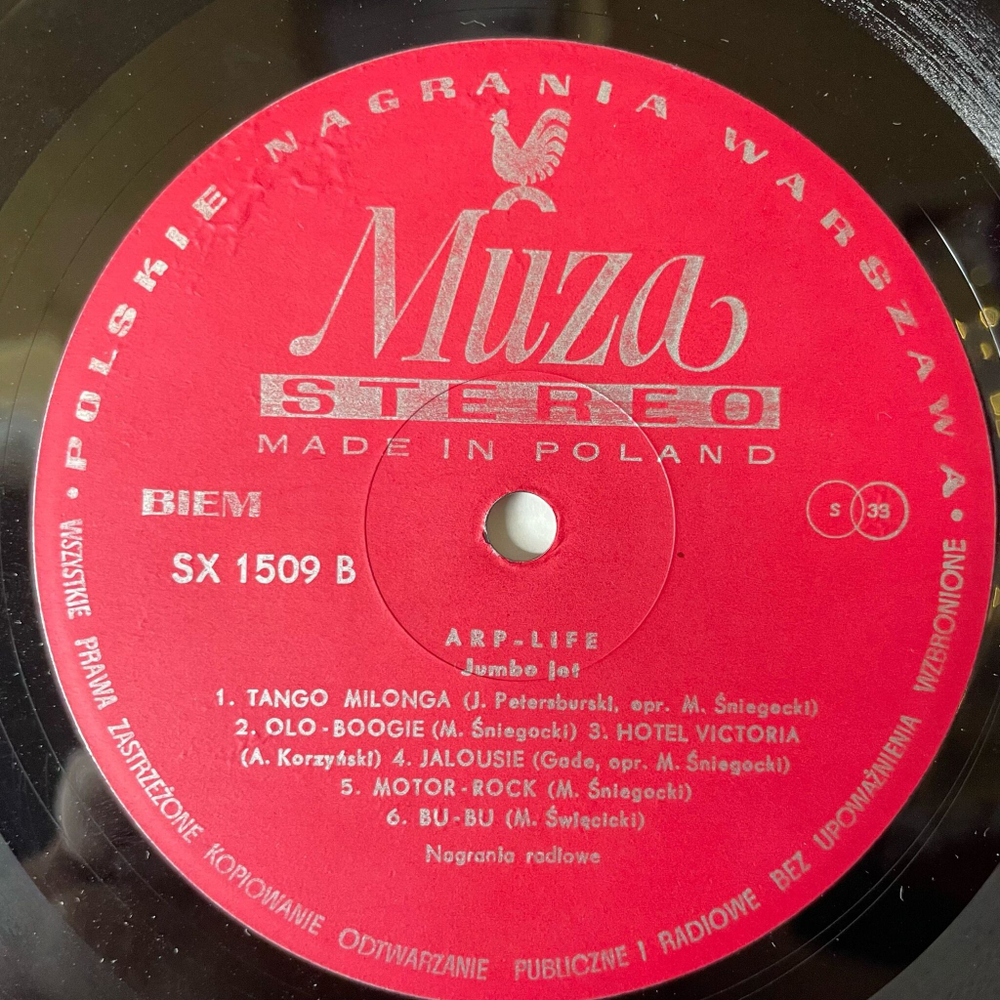 • POLSKIE NAGRANIA WARSZAWA •
Muza
STEREO
MADE IN POLAND
BIEM
S 33
SX 1509 B
ARP-LIFE
Jumbo jet
1. TANGO MILONGA (J. Petersburski, opr. M. Śniegocki)
2. OLO-BOOGIE (M. Śniegocki) 3. HOTEL VICTORIA
(A. Korzyński) 4. JALOUSIE (Gade, opr. M. Śniegocki)
5. MOTOR-ROCK (M. Śniegocki)
6. BU-BU (M. Święcicki)
Nagrania radiowe
WSZYSTKIE PRAWA ZASTRZEŻONE KOPIOWANIE ODTWARZANIE PUBLICZNE I RADIOWE BEZ UPOWAŻNIENIA WZBRONIONE